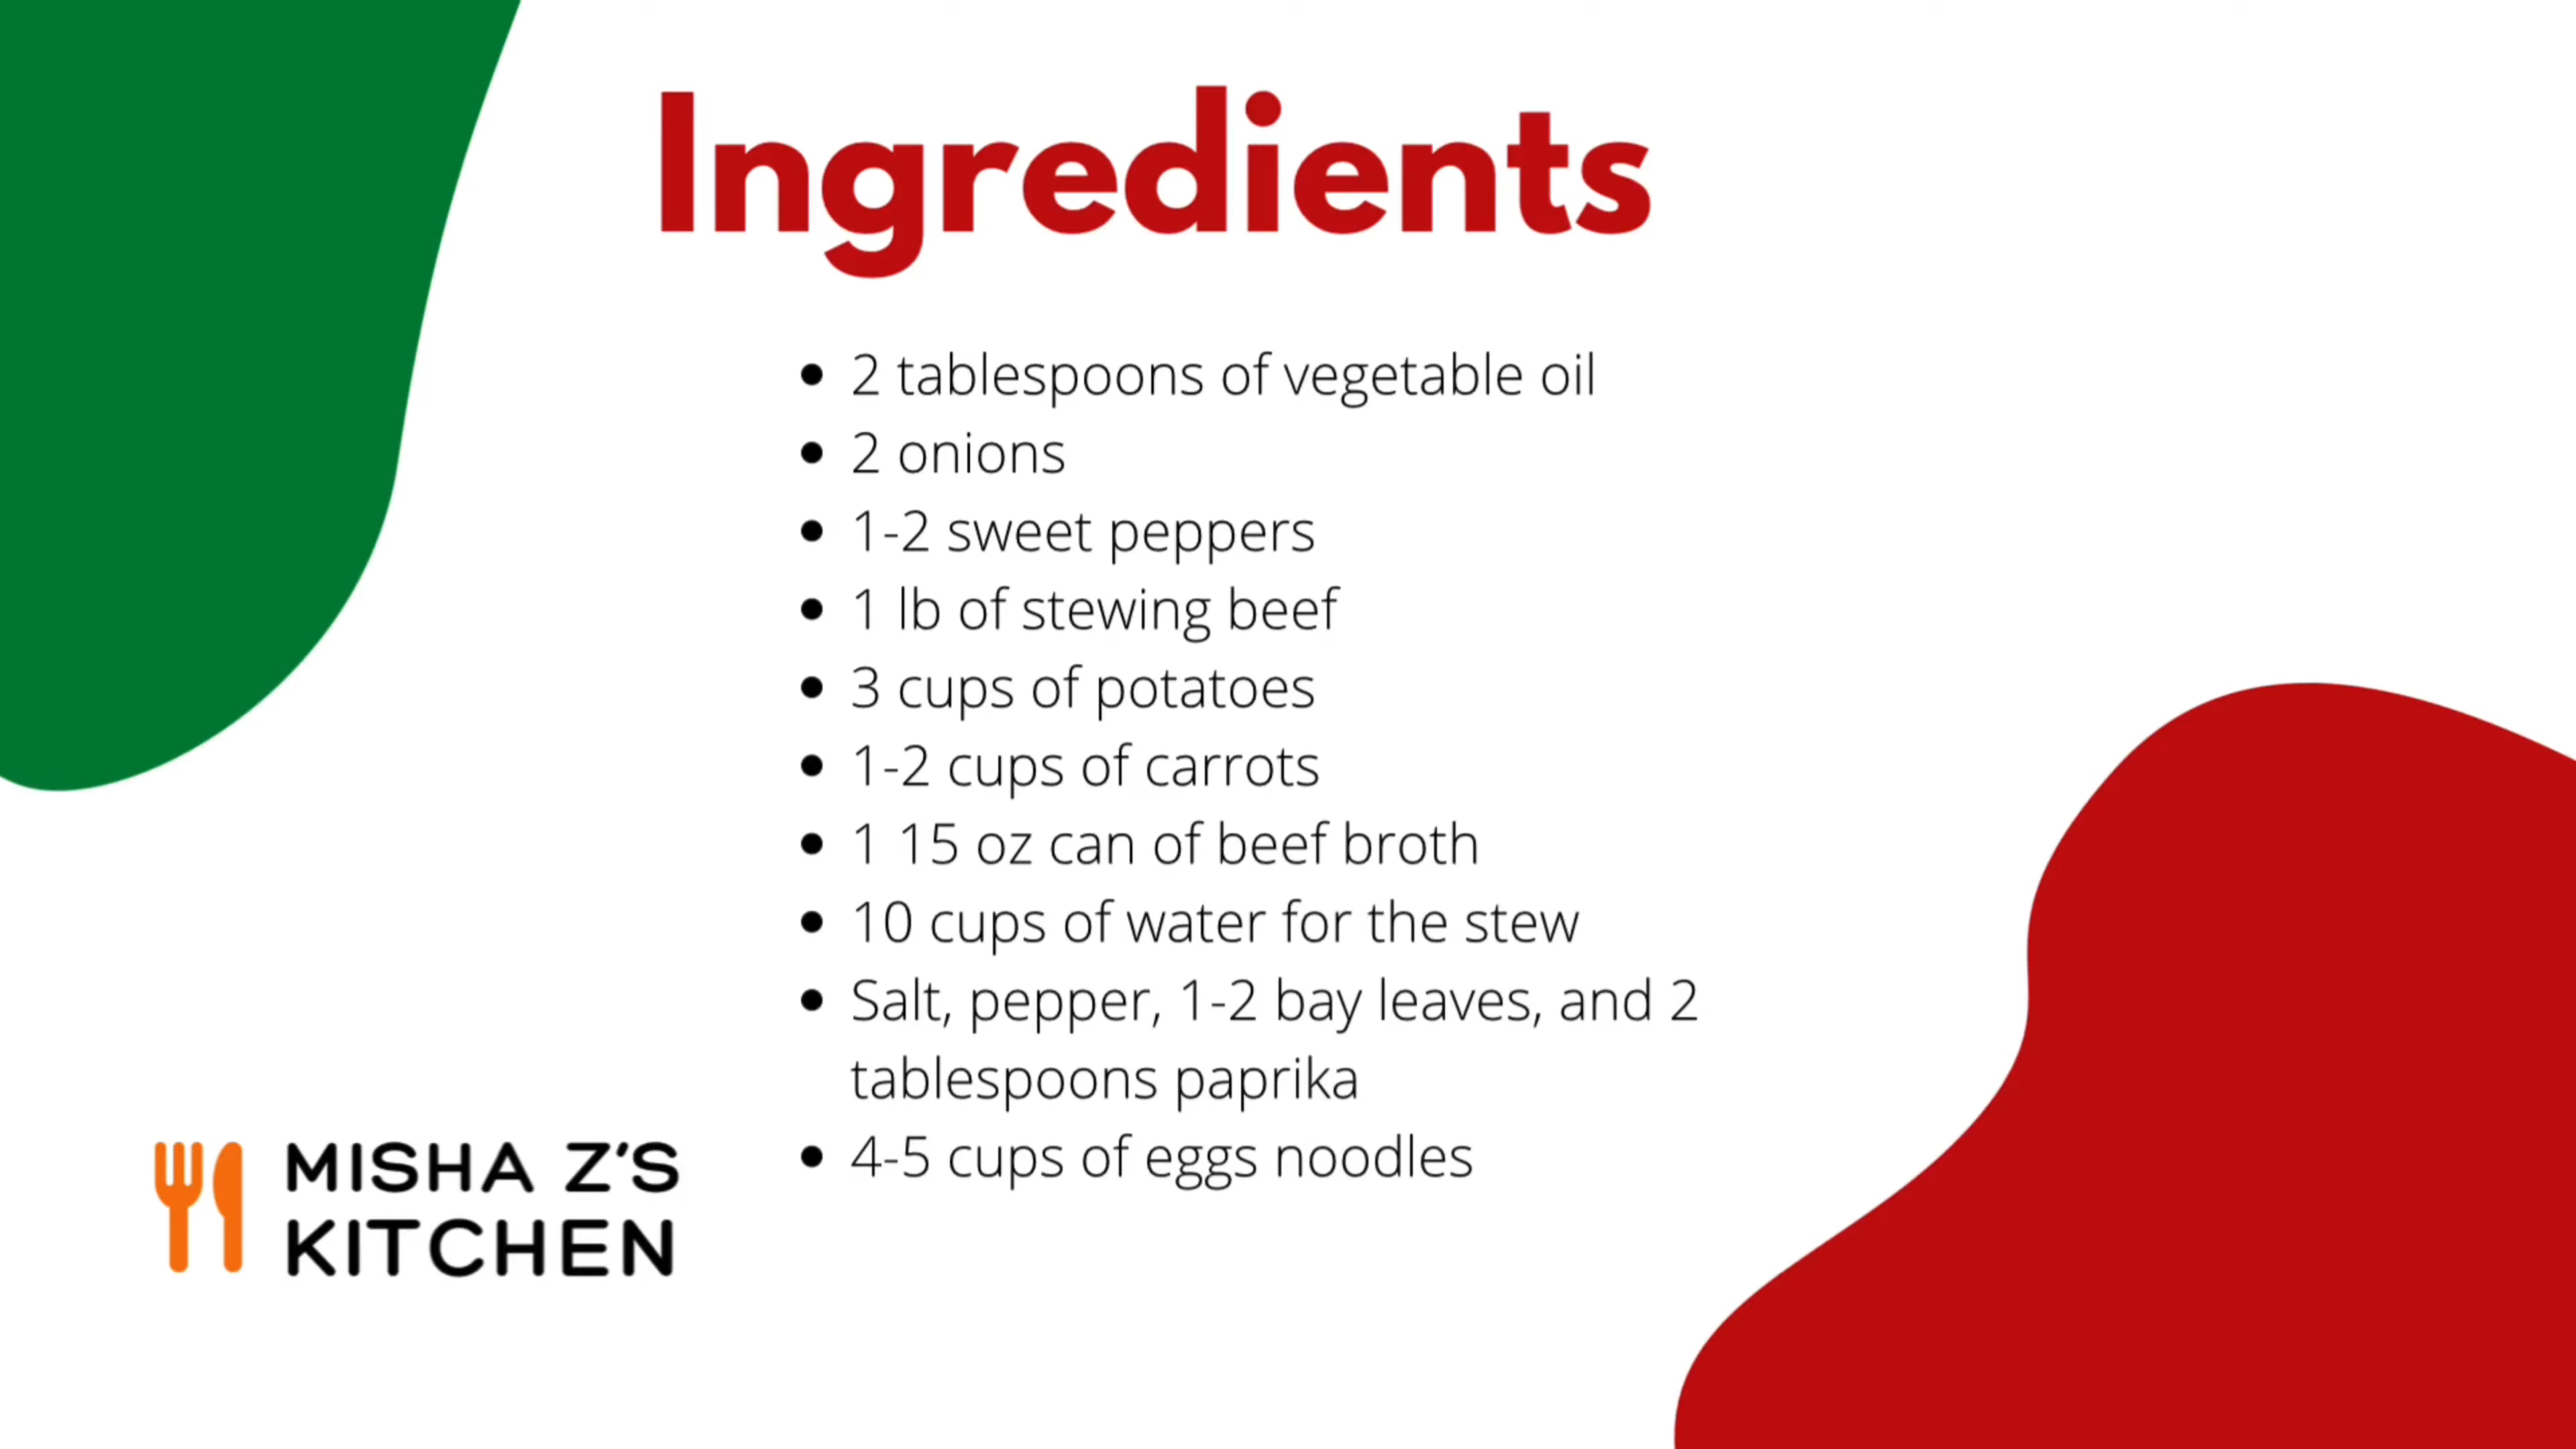 Ingredients
• 2 tablespoons of vegetable oil
• 2 onions
• 1-2 sweet peppers
• 1 lb of stewing beef
• 3 cups of potatoes
• 1-2 cups of carrots
• 1 15 oz can of beef broth
• 10 cups of water for the stew
• Salt, pepper, 1-2 bay leaves, and 2
tablespoons paprika
• 4-5 cups of eggs noodles
MISHA Z'S
KITCHEN